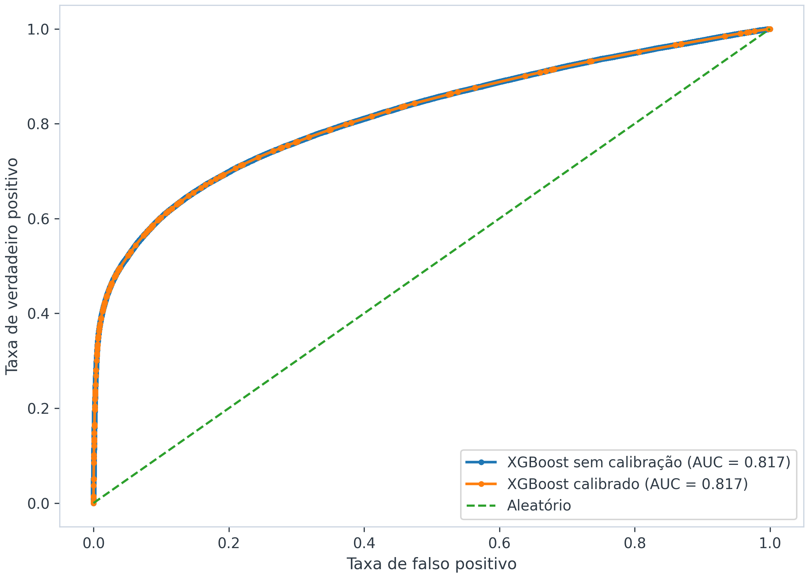 1.0
0.8
0.6
0.4
0.2
0.0
Taxa de verdadeiro positivo
XGBoost sem calibração (AUC = 0.817)
XGBoost calibrado (AUC = 0.817)
Aleatório
0.0 0.2 0.4 0.6 0.8 1.0
Taxa de falso positivo